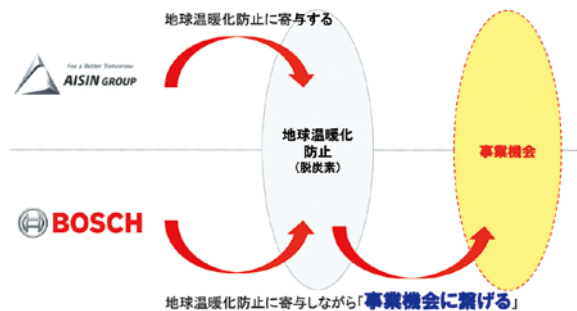 地球温暖化防止に寄与する
For a Better Tomorrow
AISIN GROUP
地球温暖化
防止
(脱炭素)
事業機会
BOSCH
地球温暖化防止に寄与しながら「事業機会に繋げる」